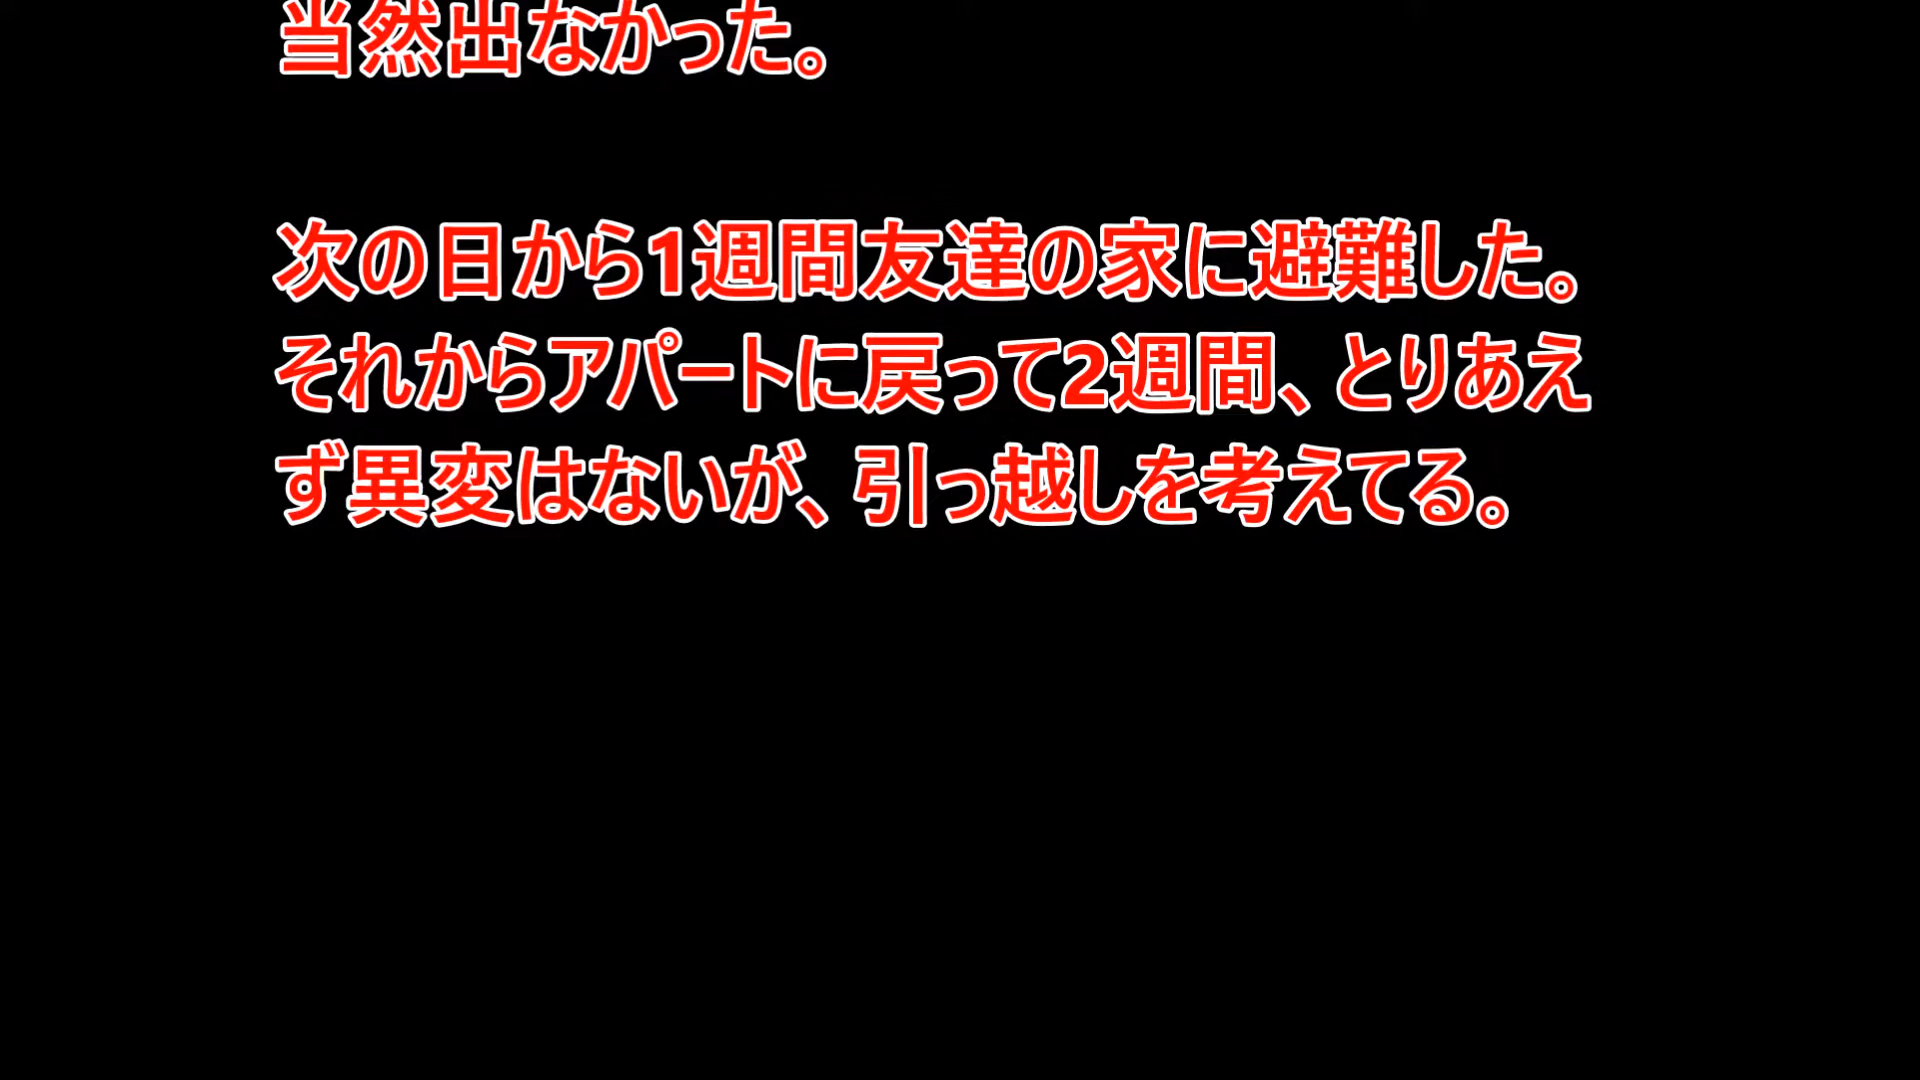 当然出なかった。
次の日から1週間友達の家に避難した。
それからアパートに戻って2週間、とりあえ
ず異変はないが、引っ越しを考えてる。